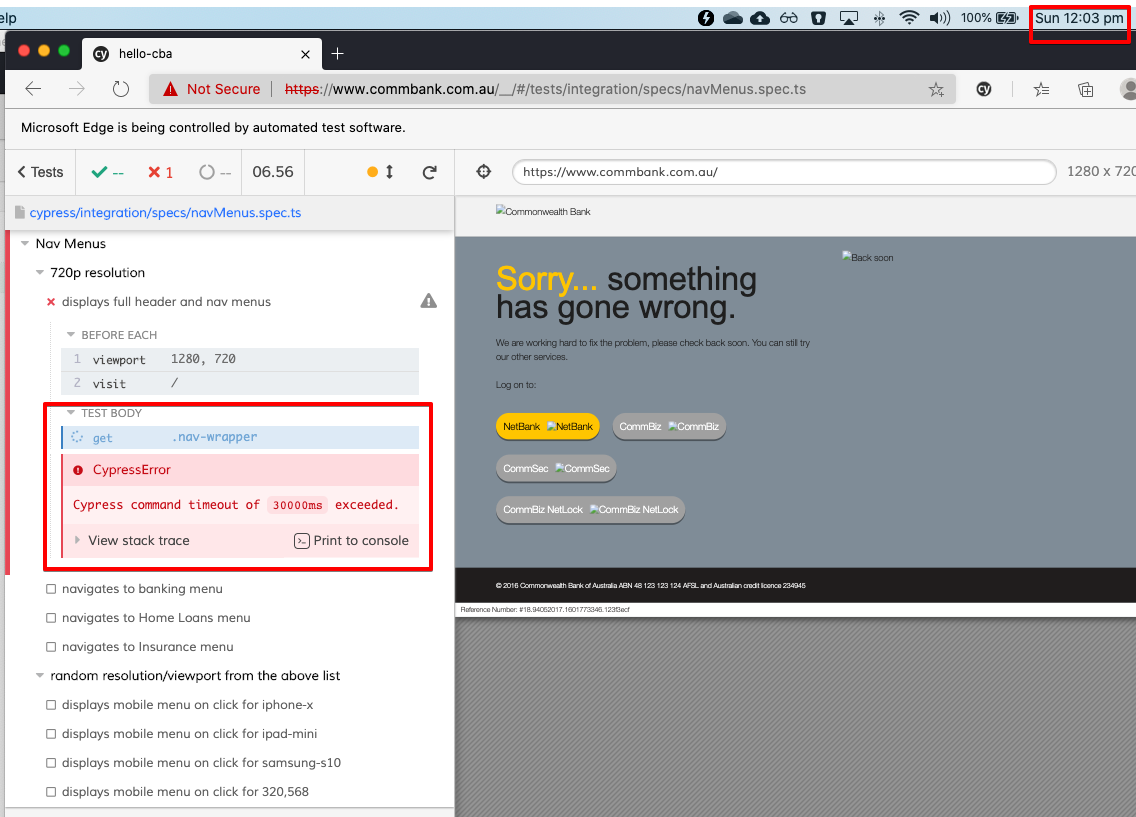 elp
100%
Sun 12:03 pm
cy
hello-cba
Not Secure
https://www.commbank.com.au/__/#/tests/integration/specs/navMenus.spec.ts
cy
Microsoft Edge is being controlled by automated test software.
Tests
--
1
--
06.56
https://www.commbank.com.au/
1280 x 720
cypress/integration/specs/navMenus.spec.ts
Nav Menus
720p resolution
displays full header and nav menus
BEFORE EACH
1 viewport 1280, 720
2 visit /
TEST BODY
get .nav-wrapper
CypressError
Cypress command timeout of 30000ms exceeded.
View stack trace
Print to console
navigates to banking menu
navigates to Home Loans menu
navigates to Insurance menu
random resolution/viewport from the above list
displays mobile menu on click for iphone-x
displays mobile menu on click for ipad-mini
displays mobile menu on click for samsung-s10
displays mobile menu on click for 320,568
Commonwealth Bank
Back soon
Sorry... something
has gone wrong.
We are working hard to fix the problem, please check back soon. You can still try
our other services.
Log on to:
NetBank NetBank
CommBiz CommBiz
CommSec CommSec
CommBiz NetLock CommBiz NetLock
© 2016 Commonwealth Bank of Australia ABN 48 123 123 124 AFSL and Australian credit licence 234945
Reference Number: #18.94052017.1601773346.123f3ecf